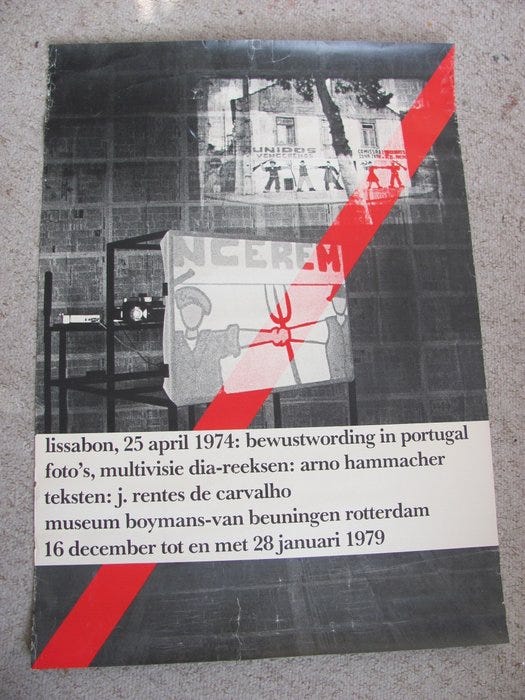 UNIDOS
VENCEREMOS
NCEREM
lissabon, 25 april 1974: bewustwording in portugal
foto's, multivisie dia-reeksen: arno hammacher
teksten: j. rentes de carvalho
museum boymans-van beuningen rotterdam
16 december tot en met 28 januari 1979